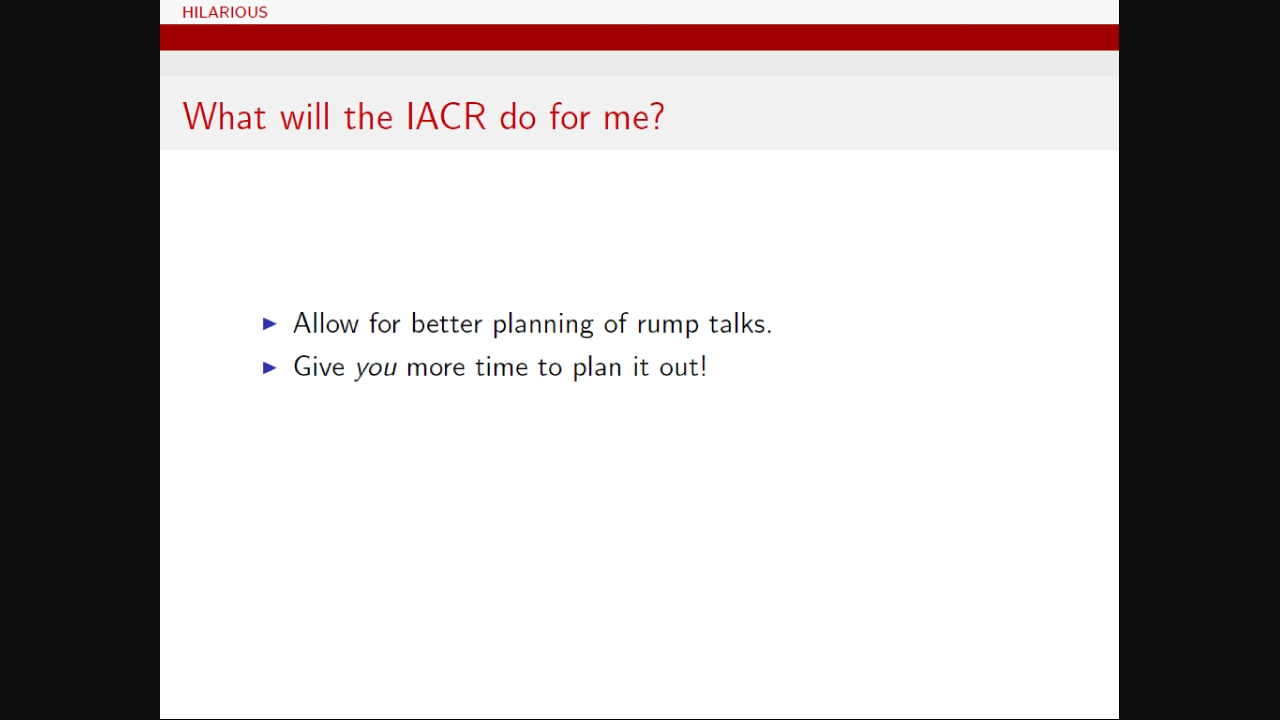 HILARIOUS
What will the IACR do for me?
Allow for better planning of rump talks.
Give you more time to plan it out!